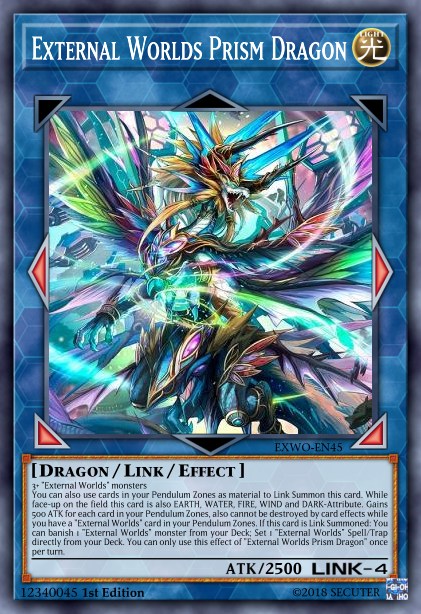 External Worlds Prism Dragon
LIGHT
光
EXWO-EN45
[Dragon / Link / Effect]
3+ "External Worlds" monsters
You can also use cards in your Pendulum Zones as material to Link Summon this card. While
face-up on the field this card is also EARTH, WATER, FIRE, WIND and DARK-Attribute. Gains
500 ATK for each card in your Pendulum Zones, also cannot be destroyed by card effects while
you have a "External Worlds" card in your Pendulum Zones. If this card is Link Summoned: You
can banish 1 "External Worlds" monster from your Deck; Set 1 "External Worlds" Spell/Trap
directly from your Deck. You can only use this effect of "External Worlds Prism Dragon" once
per turn.
ATK/2500 LINK-4
12340045 1st Edition
©2018 SECUTER